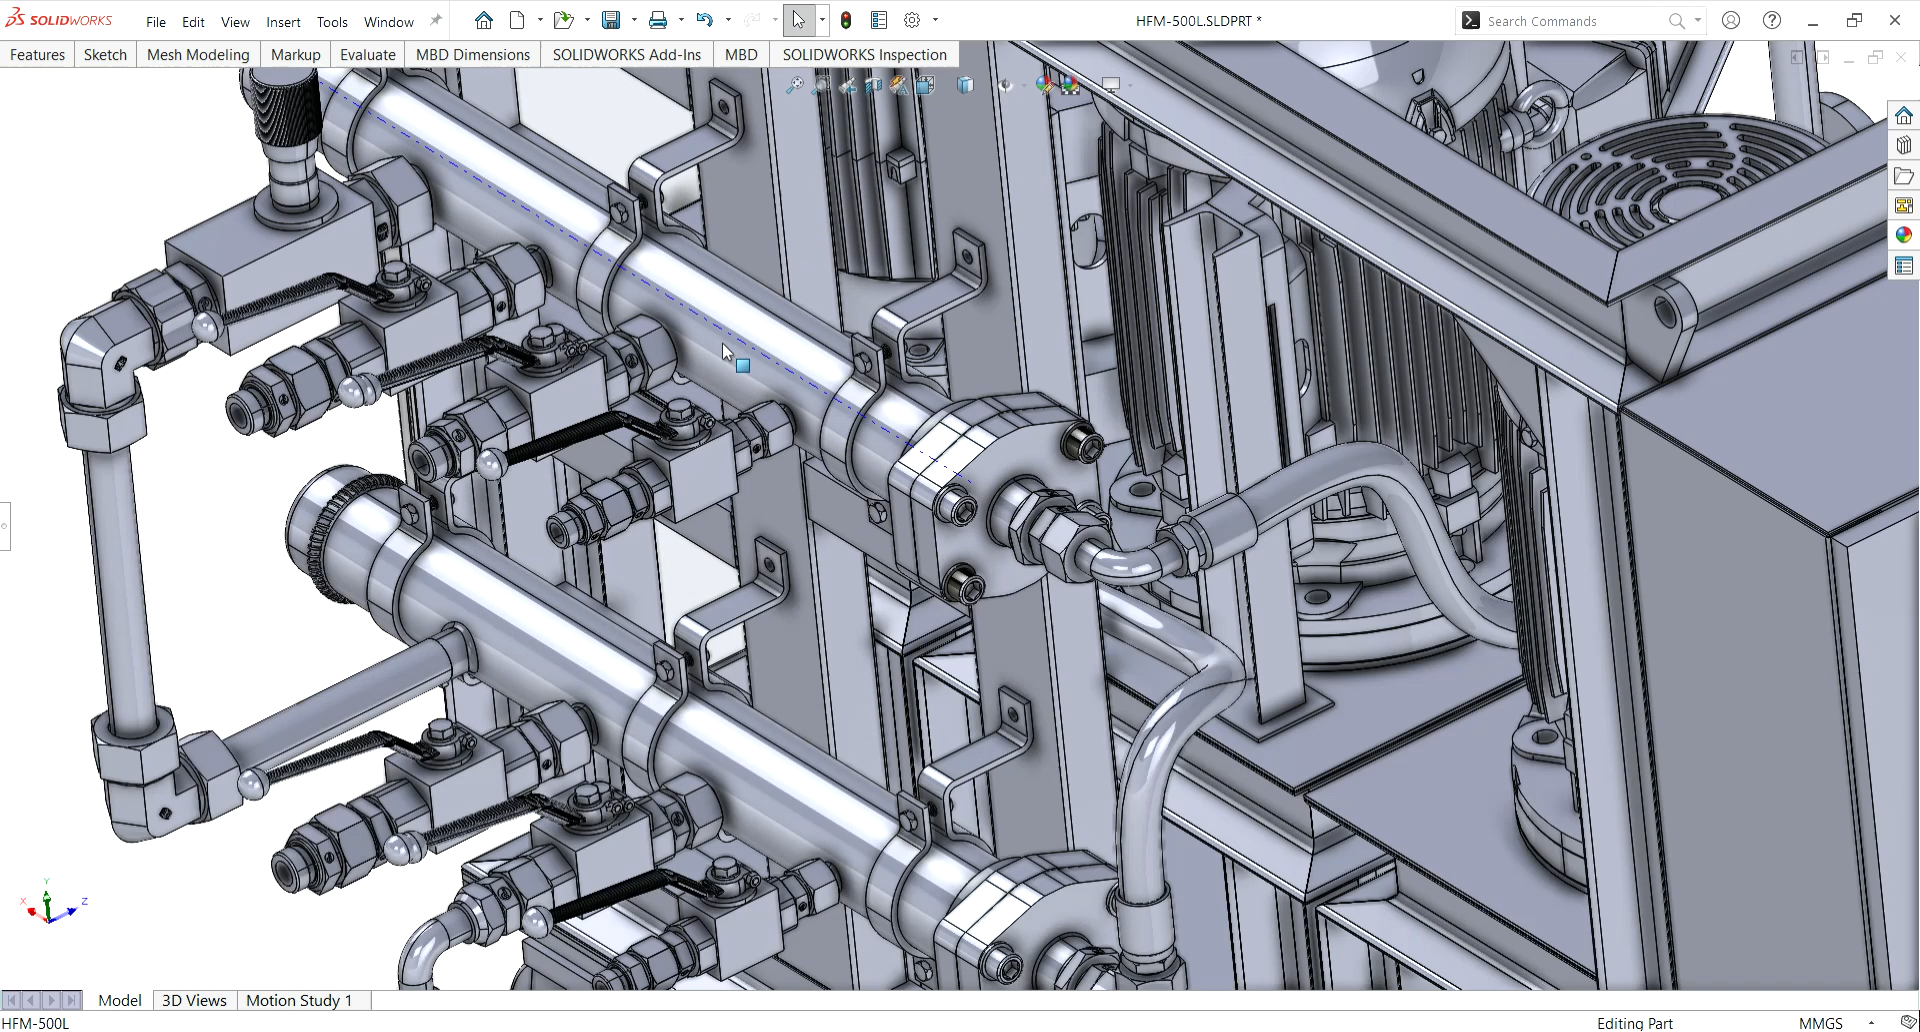 SOLIDWORKS File Edit View Insert Tools Window HFM-500L.SLDPRT * Search Commands
Features Sketch Mesh Modeling Markup Evaluate MBD Dimensions SOLIDWORKS Add-Ins MBD SOLIDWORKS Inspection
Y
X Z
Model 3D Views Motion Study 1
HFM-500L Editing Part MMGS